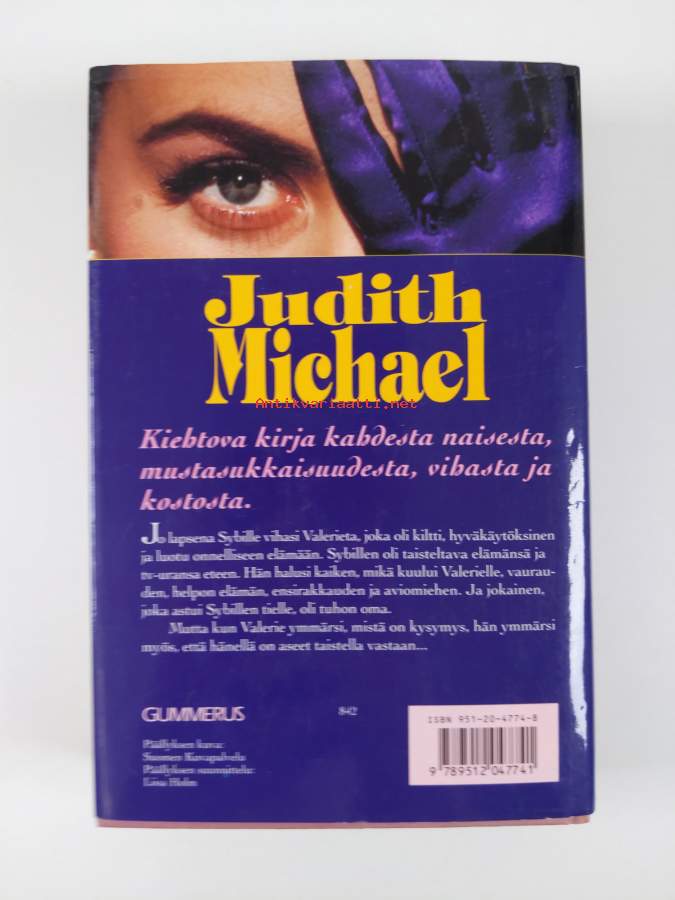 Judith
Michael
Antikvariaatti.net
Kiehtova kirja kahdesta naisesta,
mustasukkaisuudesta, vihasta ja
kostosta.
Jo lapsena Sybille vihasi Valerieta, joka oli kiltti, hyväkäytöksinen
ja luotu onnelliseen elämään. Sybillen oli taisteltava elämänsä ja
tv-uransa eteen. Hän halusi kaiken, mikä kuului Valerielle, vaurau-
den, helpon elämän, ensirakkauden ja aviomiehen. Ja jokainen,
joka astui Sybillen tielle, oli tuhon oma.
Mutta kun Valerie ymmärsi, mistä on kysymys, hän ymmärsi
myös, että hänellä on aseet taistella vastaan...
GUMMERUS
842
ISBN 951-20-4774-8
Päällyksen kuva:
Suomen Kuvapalvelu
Päällyksen suunnittelu:
Liisa Holm
9 789512 047741